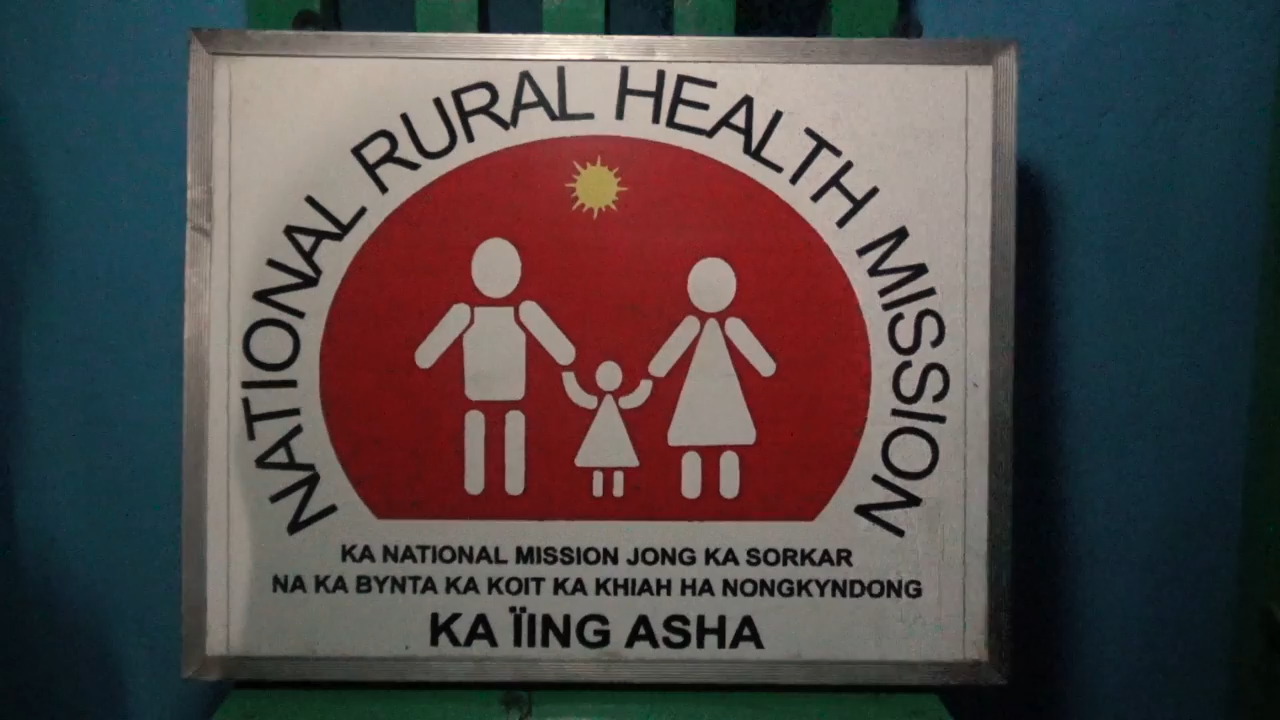 NATIONAL RURAL HEALTH MISSION
KA NATIONAL MISSION JONG KA SORKAR
NA KA BYNTA KA KOIT KA KHIAH HA NONGKYNDONG
KA ÏING ASHA